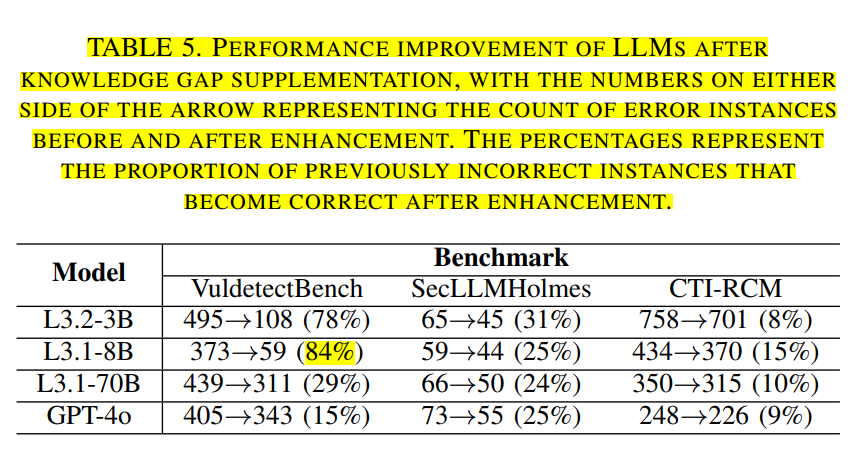 TABLE 5. PERFORMANCE IMPROVEMENT OF LLMS AFTER
KNOWLEDGE GAP SUPPLEMENTATION, WITH THE NUMBERS ON EITHER
SIDE OF THE ARROW REPRESENTING THE COUNT OF ERROR INSTANCES
BEFORE AND AFTER ENHANCEMENT. THE PERCENTAGES REPRESENT
THE PROPORTION OF PREVIOUSLY INCORRECT INSTANCES THAT
BECOME CORRECT AFTER ENHANCEMENT.
Model Benchmark
VuldetectBench SecLLMHolmes CTI-RCM
L3.2-3B 495→108 (78%) 65→45 (31%) 758→701 (8%)
L3.1-8B 373→59 (84%) 59→44 (25%) 434→370 (15%)
L3.1-70B 439→311 (29%) 66→50 (24%) 350→315 (10%)
GPT-4o 405→343 (15%) 73→55 (25%) 248→226 (9%)